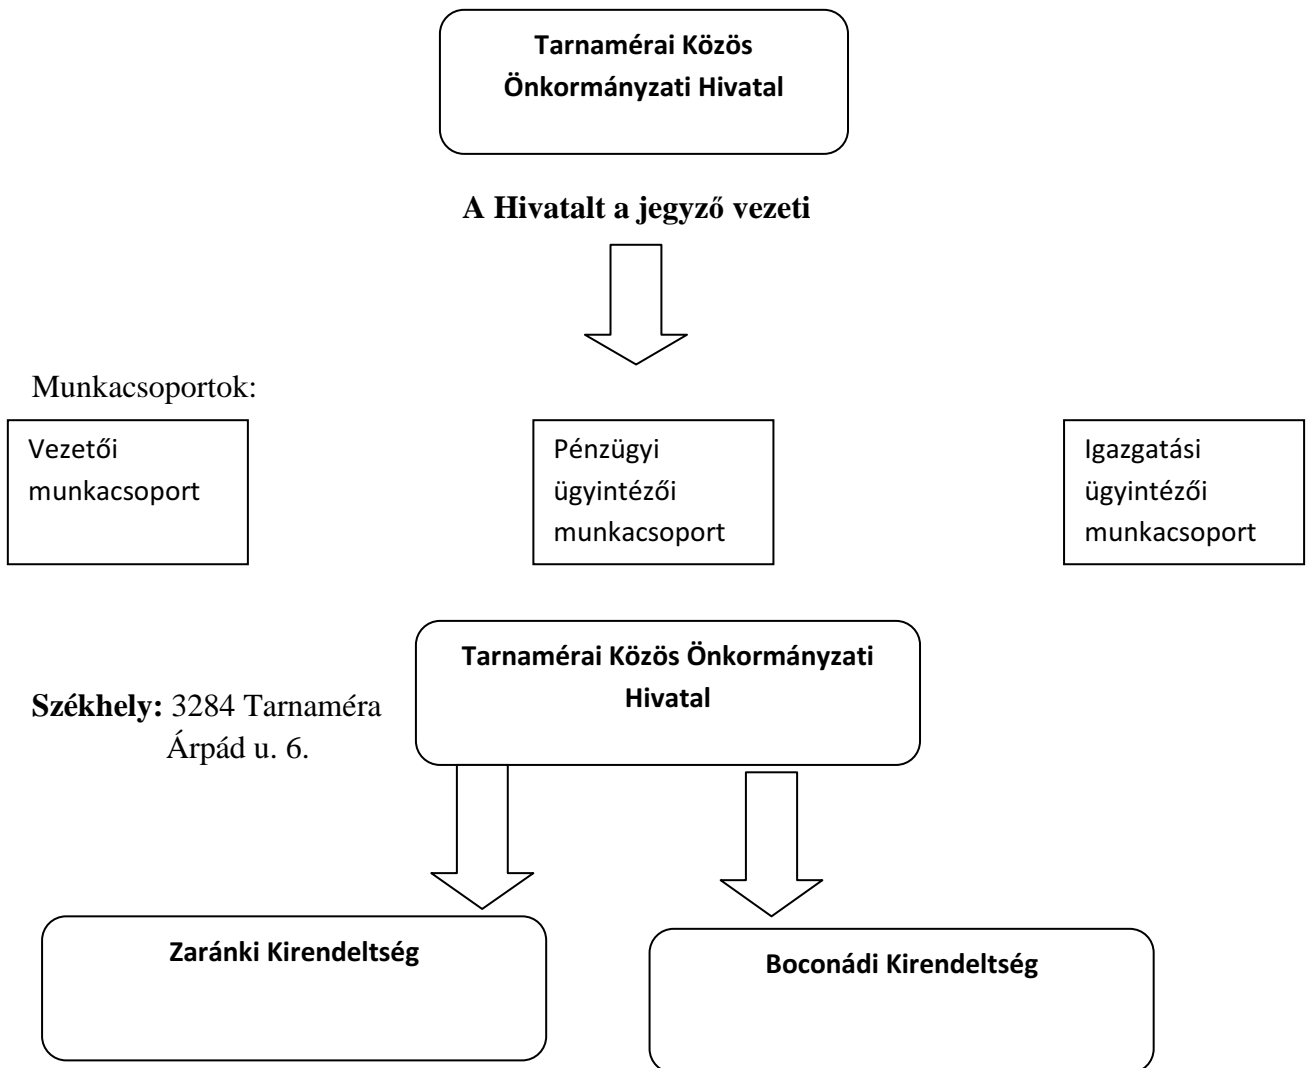 Tarnamérai Közös
Önkormányzati Hivatal
A Hivatalt a jegyző vezeti
Munkacsoportok:
Vezetői
munkacsoport
Pénzügyi
ügyintézői
munkacsoport
Igazgatási
ügyintézői
munkacsoport
Tarnamérai Közös Önkormányzati
Hivatal
Székhely: 3284 Tarnaméra
Árpád u. 6.
Zaránki Kirendeltség
Boconádi Kirendeltség